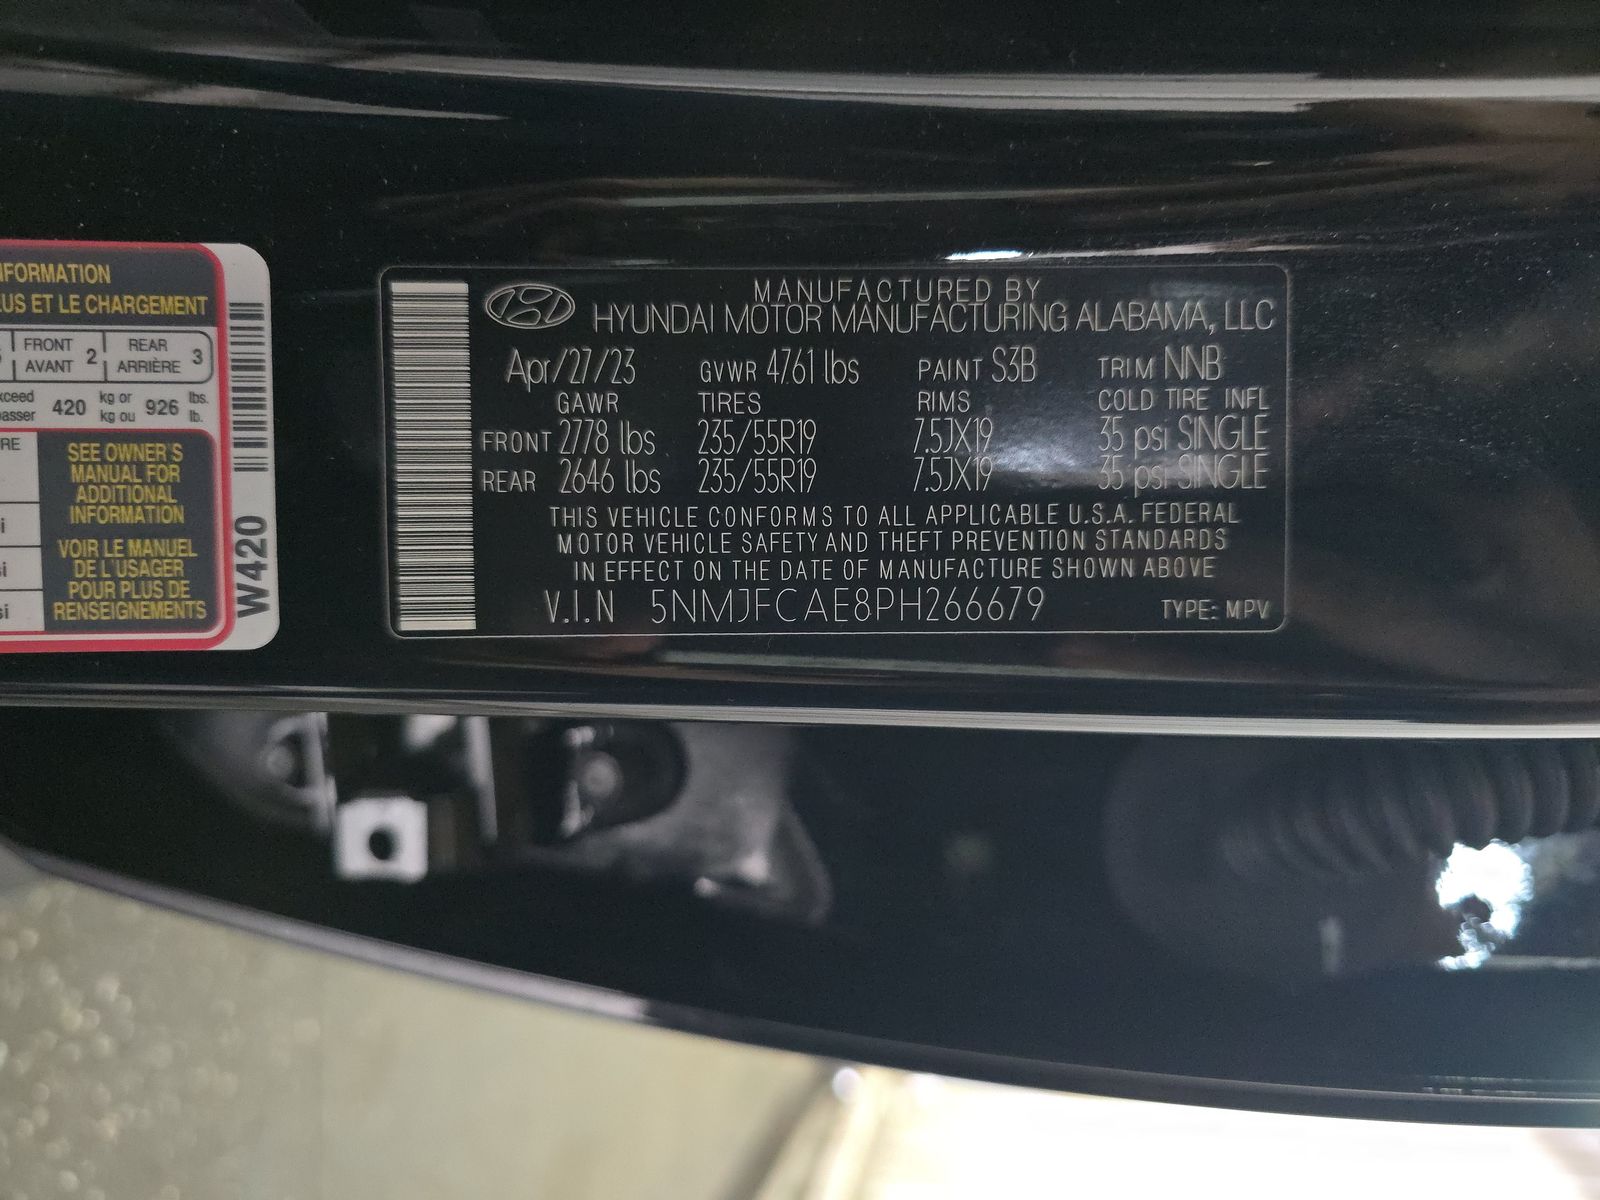 INFORMATION
US ET LE CHARGEMENT
FRONT AVANT 2 REAR ARRIÈRE 3
xceed kg or lbs.
asser 420 kg ou 926 lb.
RE
SEE OWNER'S
MANUAL FOR
ADDITIONAL
INFORMATION
VOIR LE MANUEL
DE L'USAGER
POUR PLUS DE
RENSEIGNEMENTS
W420
MANUFACTURED BY
HYUNDAI MOTOR MANUFACTURING ALABAMA, LLC
Apr/27/23 GVWR 4761 lbs PAINT S3B TRIM NNB
GAWR TIRES RIMS COLD TIRE INFL
FRONT 2778 lbs 235/55R19 7.5JX19 35 psi SINGLE
REAR 2646 lbs 235/55R19 7.5JX19 35 psi SINGLE
THIS VEHICLE CONFORMS TO ALL APPLICABLE U.S.A. FEDERAL
MOTOR VEHICLE SAFETY AND THEFT PREVENTION STANDARDS
IN EFFECT ON THE DATE OF MANUFACTURE SHOWN ABOVE
V.I.N 5NMJFCAE8PH266679 TYPE: MPV